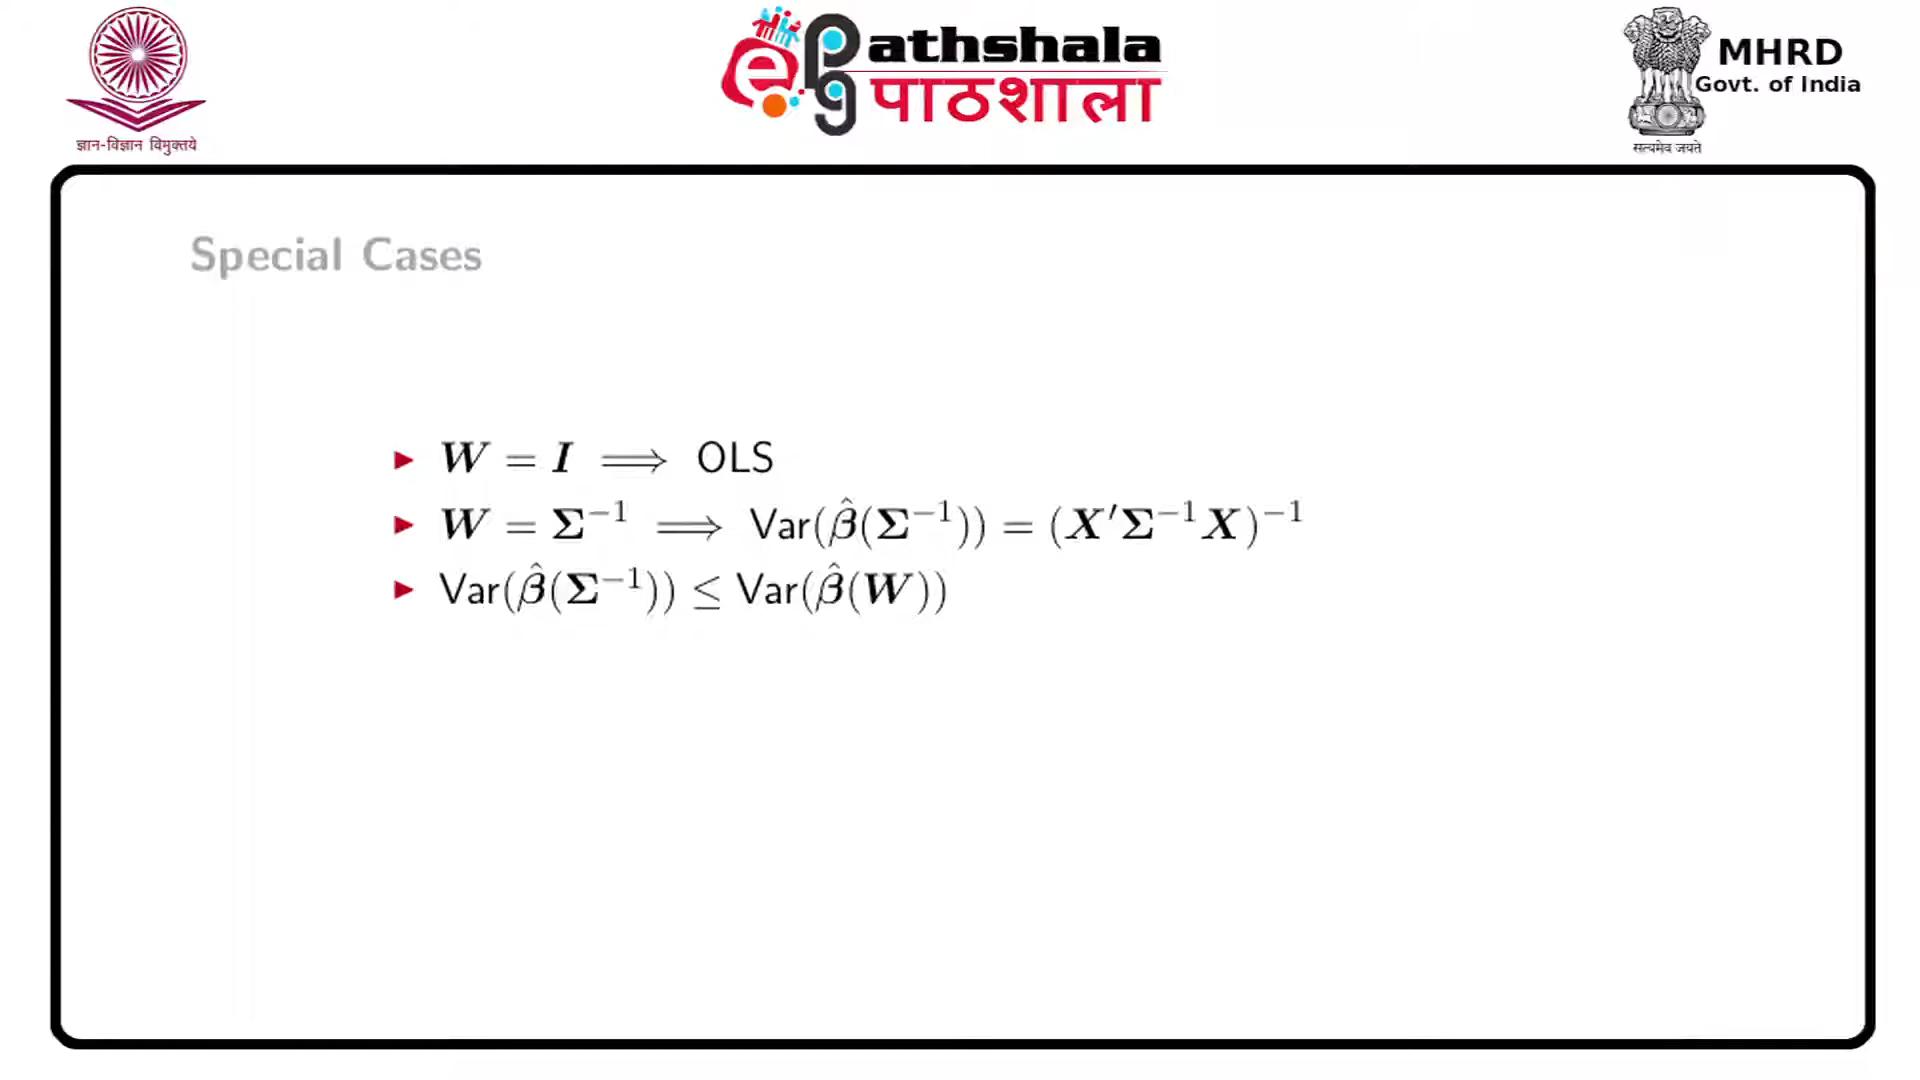 ज्ञान-विज्ञान विमुक्तये
ePathshala
पाठशाला
MHRD
Govt. of India
सत्यमेव जयते
Special Cases
► W = I ⟹ OLS
► W = Σ⁻¹ ⟹ Var(β̂(Σ⁻¹)) = (X′Σ⁻¹X)⁻¹
► Var(β̂(Σ⁻¹)) ≤ Var(β̂(W))